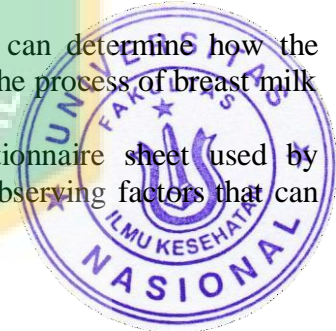 can determine how the
he process of breast milk
tionnaire sheet used by
bserving factors that can
UNIVERSITAS
NASIONAL
FAKULTAS
ILMU KESEHATAN